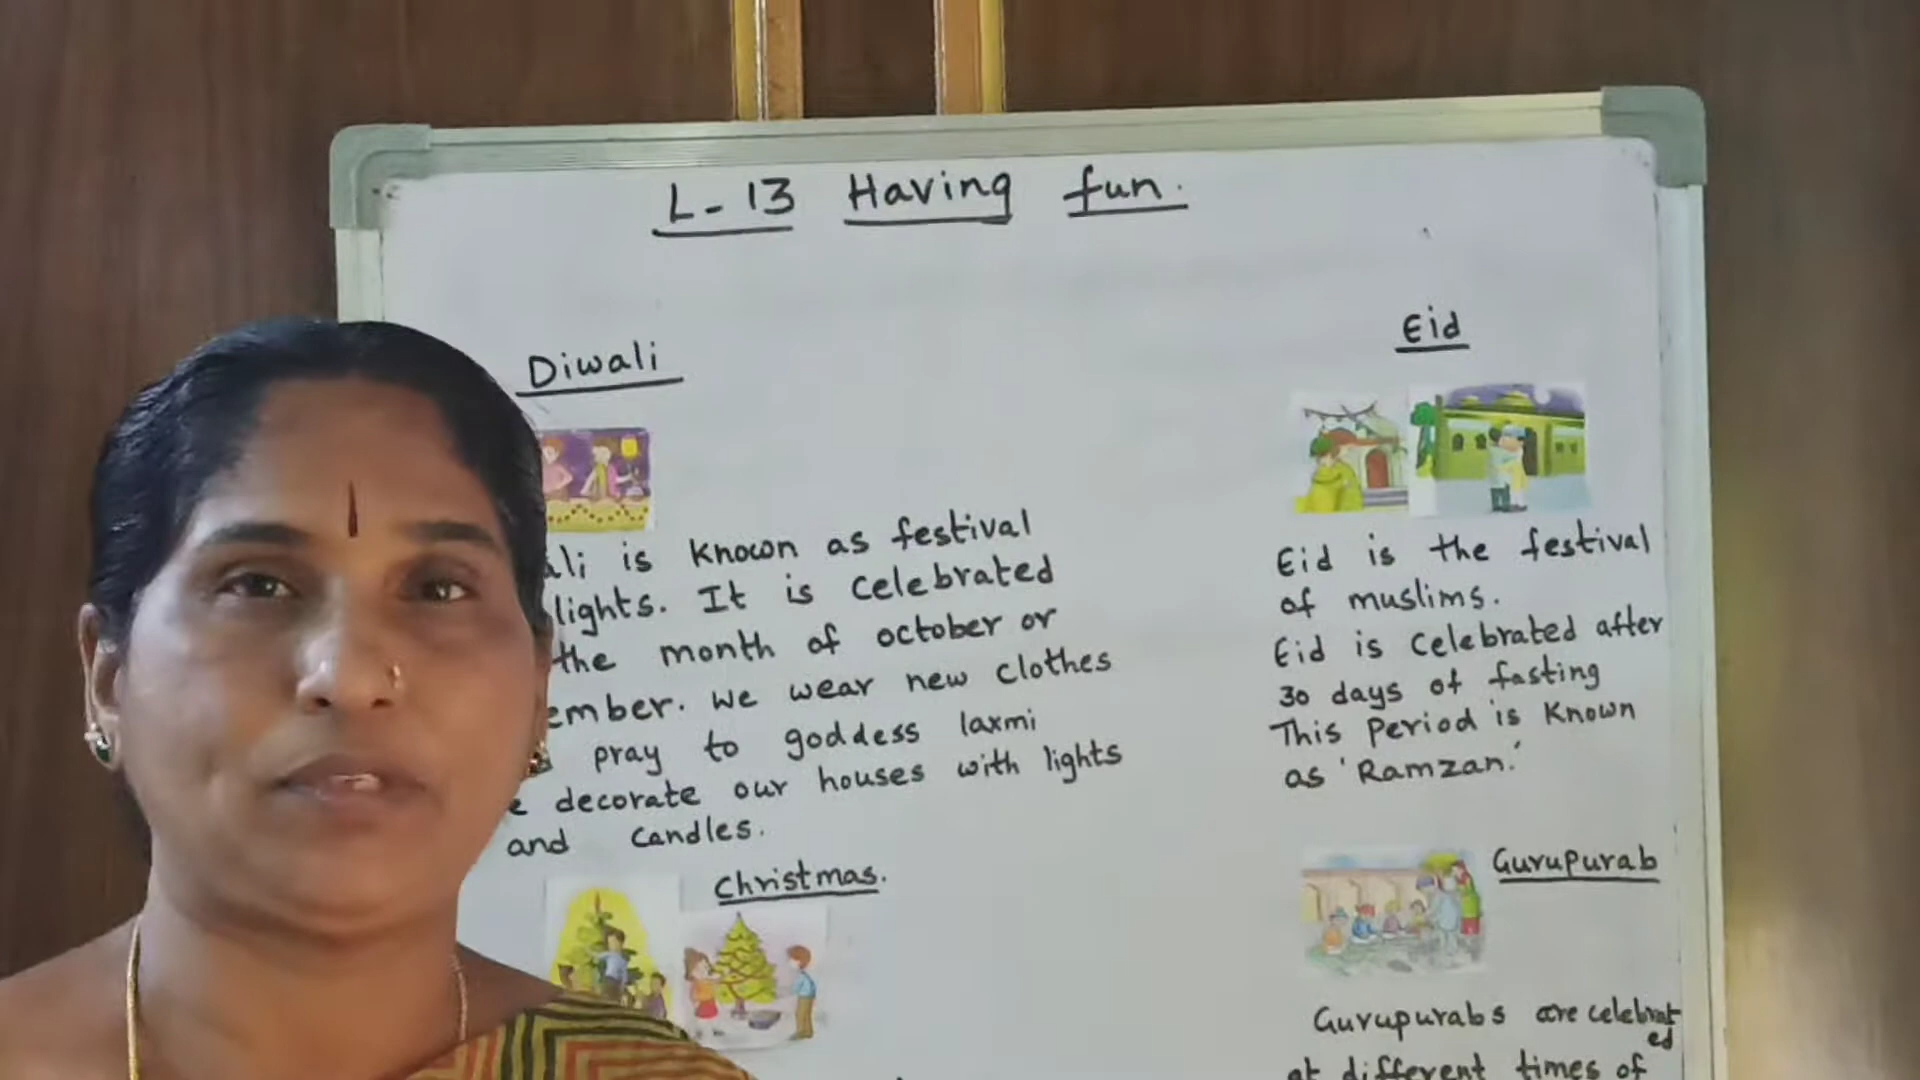 L-13 Having fun.
Diwali
is known as festival
lights. It is celebrated
the month of october or
we wear new clothes
pray to goddess laxmi
decorate our houses with lights
and candles.
Eid
Eid is the festival
of muslims.
Eid is celebrated after
30 days of fasting
This period is known
as 'Ramzan.'
Christmas.
Gurupurab
Gurupurabs are celebrated
at different times of